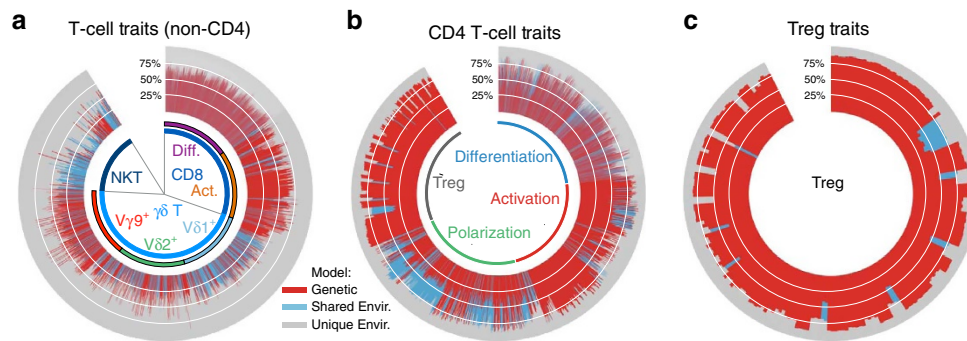 a
T-cell traits (non-CD4)
75%
50%
25%
Diff.
CD8
Act.
NKT
γδ T
Vγ9+
Vδ1+
Vδ2+
Model:
Genetic
Shared Envir.
Unique Envir.
b
CD4 T-cell traits
75%
50%
25%
Differentiation
Treg
Activation
Polarization
c
Treg traits
75%
50%
25%
Treg